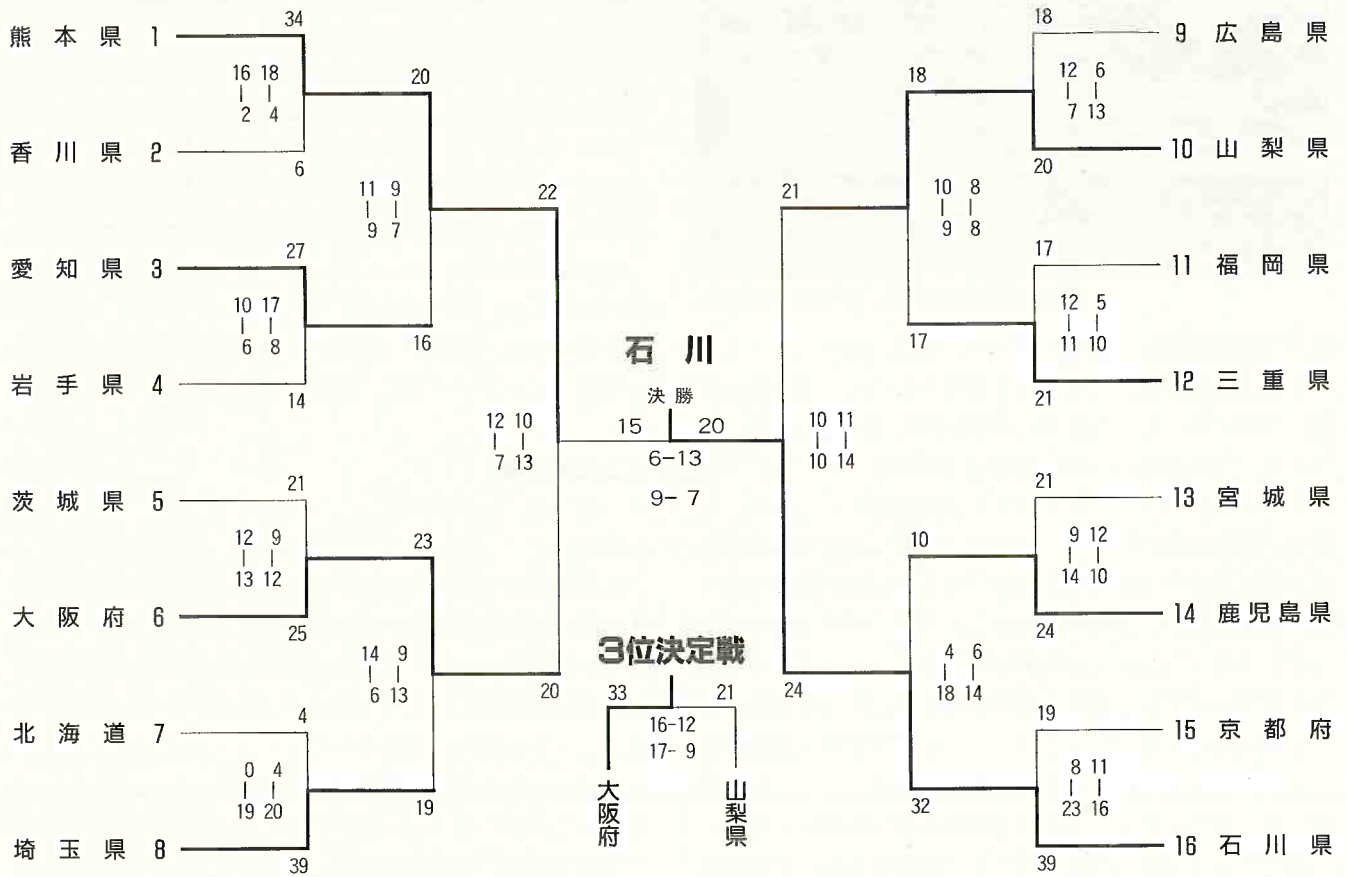 34
18
熊本県 1
9 広島県
16 18
20
18
12 6
2 4
7 13
香川県 2
10 山梨県
6
20
11 9
22
21
10 8
9 7
9 8
愛知県 3
27
17
11 福岡県
10 17
12 5
6 8
16
石川
17
11 10
岩手県 4
14
決勝
12 三重県
21
12 10
15 20
10 11
7 13
6-13
10 14
9- 7
茨城県 5
21
21
13 宮城県
12 9
23
10
9 12
13 12
14 10
大阪府 6
14 鹿児島県
25
24
3位決定戦
14 9
4 6
6 13
20
33 21
24
18 14
北海道 7
4
16-12
19
15 京都府
17- 9
0 4
8 11
19 20
19
大阪府
山梨県
32
23 16
埼玉県 8
16 石川県
39
39